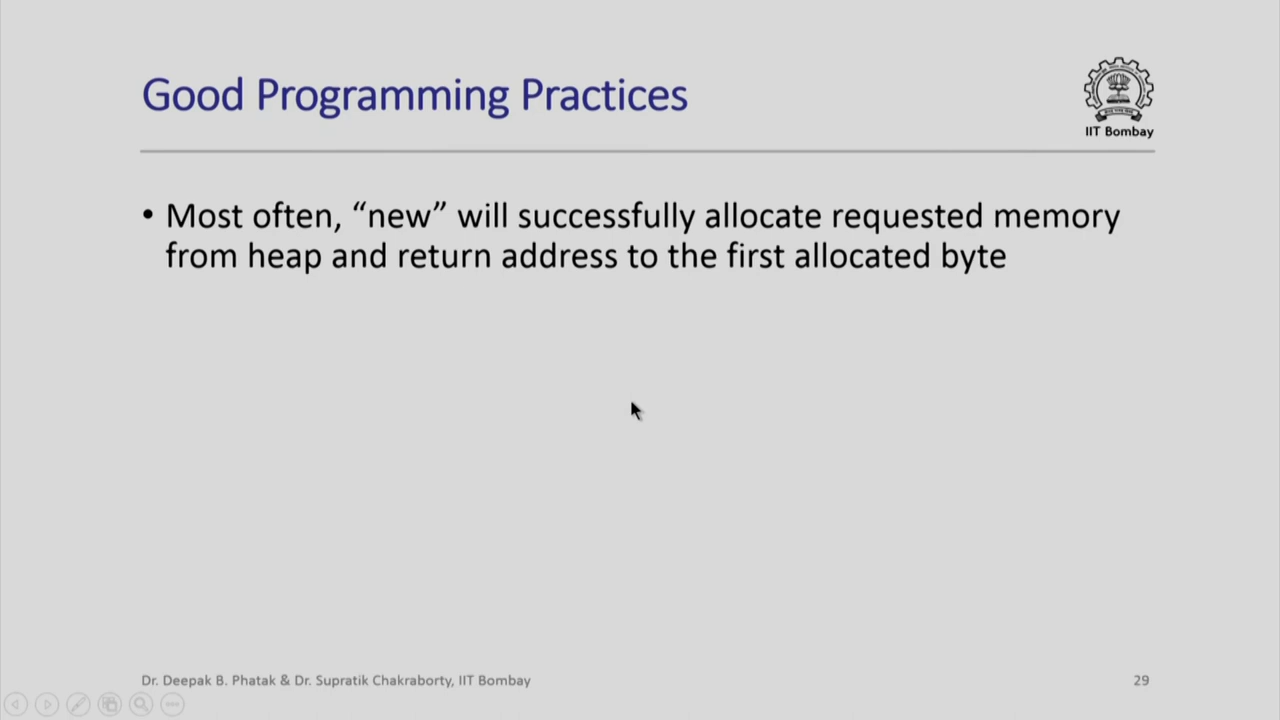 Good Programming Practices
IIT Bombay
• Most often, “new” will successfully allocate requested memory
from heap and return address to the first allocated byte
Dr. Deepak B. Phatak & Dr. Supratik Chakraborty, IIT Bombay
29